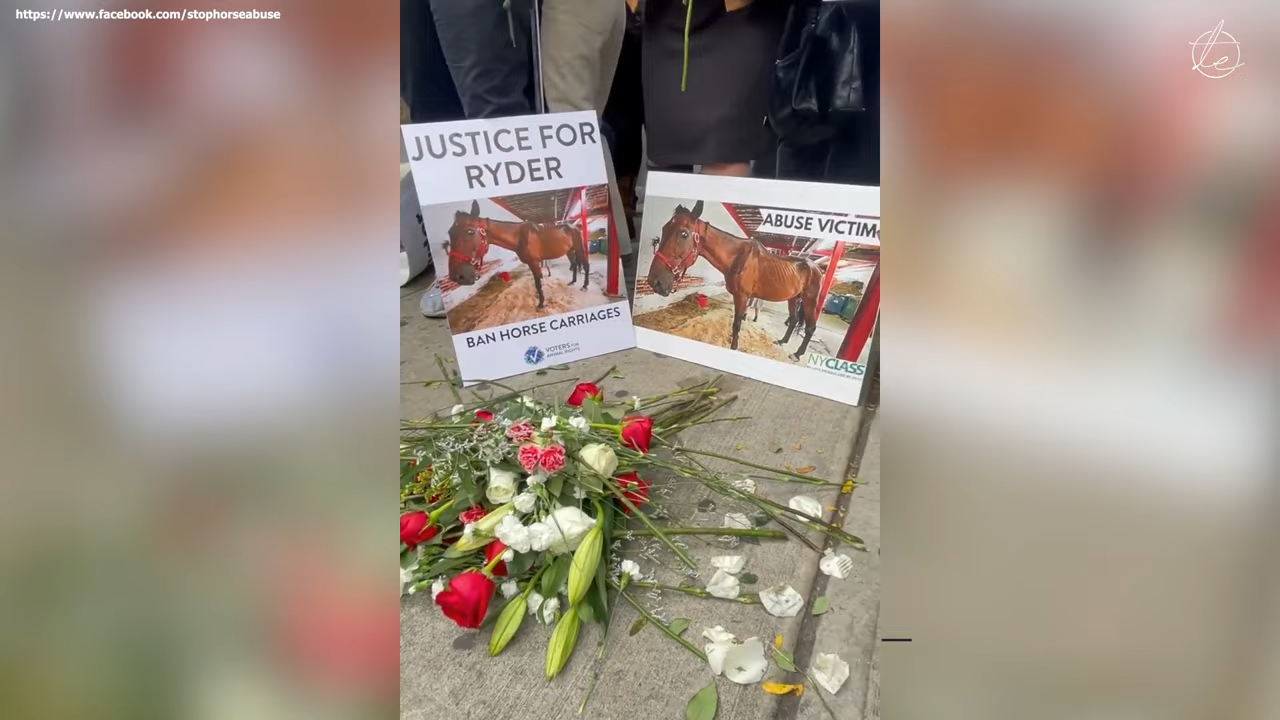 https://www.facebook.com/stophorseabuse
JUSTICE FOR
RYDER
BAN HORSE CARRIAGES
VOTERS FOR
ANIMAL RIGHTS
ABUSE VICTIM
NYCLASS